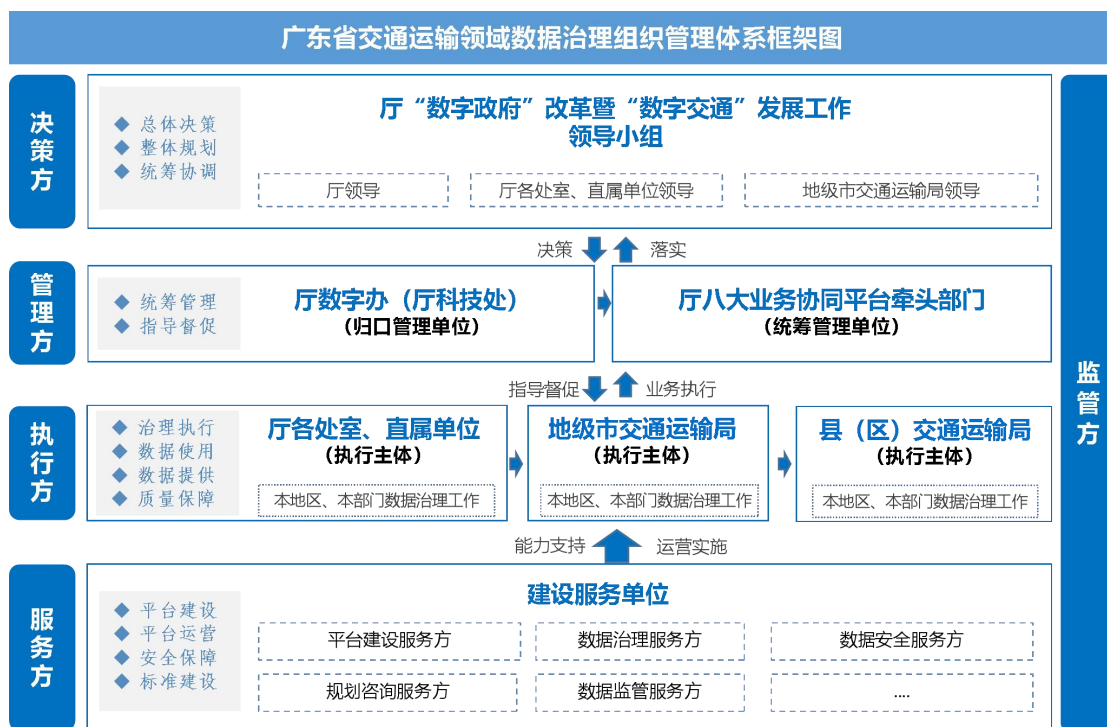 广东省交通运输领域数据治理组织管理体系框架图
决策方
总体决策
整体规划
统筹协调
厅“数字政府”改革暨“数字交通”发展工作
领导小组
厅领导
厅各处室、直属单位领导
地级市交通运输局领导
决策
落实
管理方
统筹管理
指导督促
厅数字办（厅科技处）
（归口管理单位）
厅八大业务协同平台牵头部门
（统筹管理单位）
指导督促
业务执行
执行方
治理执行
数据使用
数据提供
质量保障
厅各处室、直属单位
（执行主体）
本地区、本部门数据治理工作
地级市交通运输局
（执行主体）
本地区、本部门数据治理工作
县（区）交通运输局
（执行主体）
本地区、本部门数据治理工作
能力支持
运营实施
服务方
平台建设
平台运营
安全保障
标准建设
建设服务单位
平台建设服务方
数据治理服务方
数据安全服务方
规划咨询服务方
数据监管服务方
....
监管方